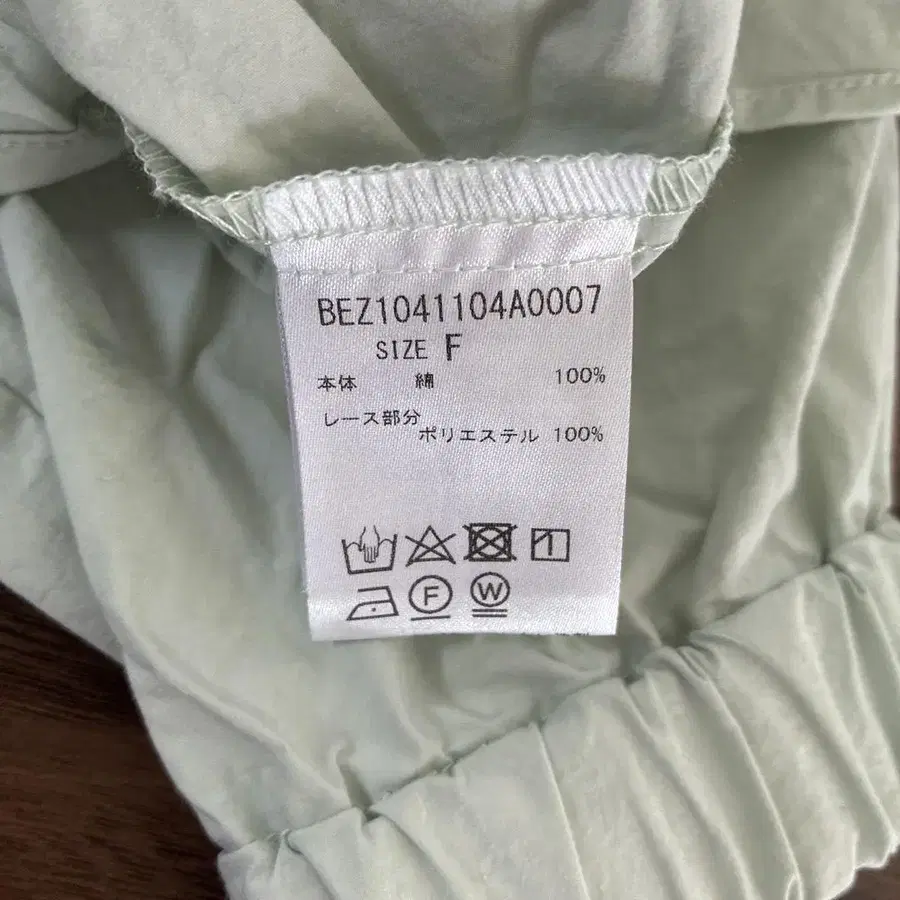 BEZ1041104A0007
SIZE F
本体 綿 100%
レース部分
ポリエステル 100%
F W